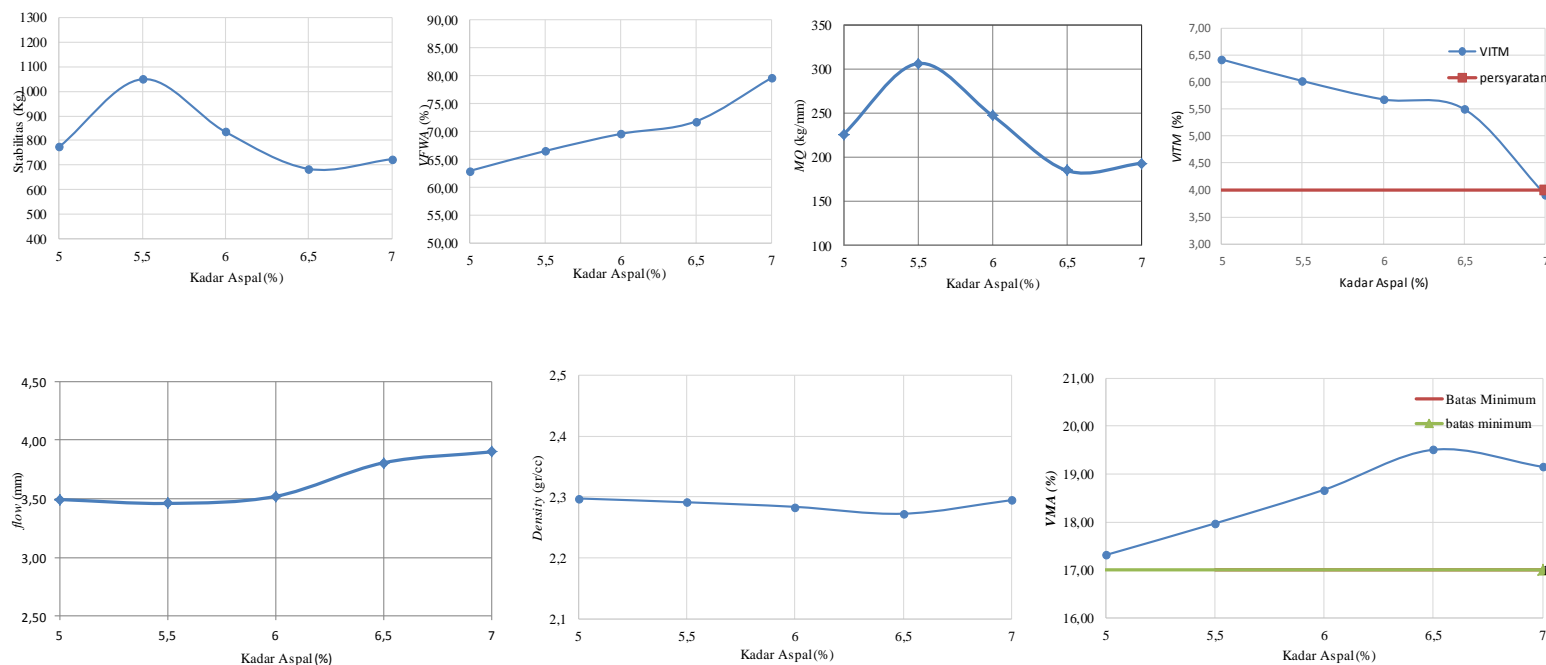 1300
1200
1100
1000
900
800
700
600
500
400
Stabilitas (Kg)
5 5,5 6 6,5 7
Kadar Aspal (%)
90,00
85,00
80,00
75,00
70,00
65,00
60,00
55,00
50,00
VFWA (%)
5 5,5 6 6,5 7
Kadar Aspal (%)
350
300
250
200
150
100
MQ (kg/mm)
5 5,5 6 6,5 7
Kadar Aspal (%)
7,00
6,50
6,00
5,50
5,00
4,50
4,00
3,50
3,00
VITM (%)
VITM
persyaratan
5 5,5 6 6,5 7
Kadar Aspal (%)
4,50
4,00
3,50
3,00
2,50
flow (mm)
5 5,5 6 6,5 7
Kadar Aspal (%)
2,5
2,4
2,3
2,2
2,1
Density (gr/cc)
5 5,5 6 6,5 7
Kadar Aspal (%)
21,00
20,00
19,00
18,00
17,00
16,00
VMA (%)
Batas Minimum
batas minimum
5 5,5 6 6,5 7
Kadar Aspal (%)